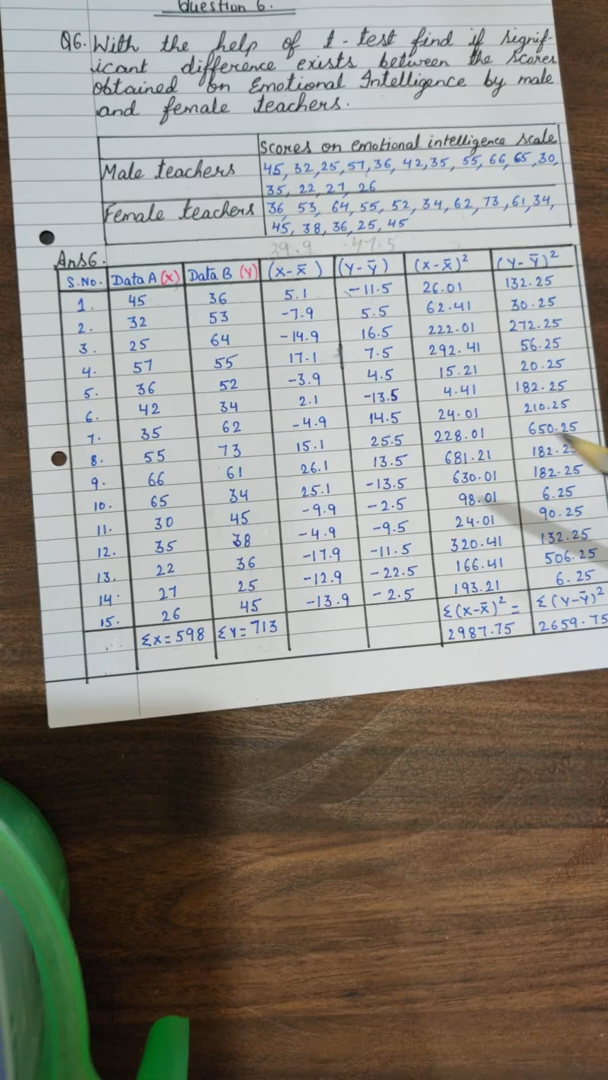 Question 6.
Q6. With the help of t-test find if signif-
icant difference exists between the scores
obtained on Emotional Intelligence by male
and female teachers.
Scores on emotional intelligence scale
Male teachers 45, 32, 25, 57, 36, 42, 35, 55, 66, 65, 30,
35, 22, 27, 26
Female teachers 36, 53, 64, 55, 52, 34, 62, 73, 61, 34,
45, 38, 36, 25, 45
39.9 47.5
Ans6.
S.No. Data A (X) Data B (Y) (X-X̄) (Y-Ȳ) (X-X̄)² (Y-Ȳ)²
1. 45 36 5.1 -11.5 26.01 132.25
2. 32 53 -7.9 5.5 62.41 30.25
3. 25 64 -14.9 16.5 222.01 272.25
4. 57 55 17.1 7.5 292.41 56.25
5. 36 52 -3.9 4.5 15.21 20.25
6. 42 34 2.1 -13.5 4.41 182.25
7. 35 62 -4.9 14.5 24.01 210.25
8. 55 73 15.1 25.5 228.01 650.25
9. 66 61 26.1 13.5 681.21
10. 65 34 25.1 -13.5 630.01 182.25
11. 30 45 -9.9 -2.5 98.01 6.25
12. 35 38 -4.9 -9.5 24.01 90.25
13. 22 36 -17.9 -11.5 320.41 132.25
14. 27 25 -12.9 -22.5 166.41 506.25
15. 26 45 -13.9 -2.5 193.21 6.25
ΣX=598 ΣY=713 Σ(X-X̄)²= Σ(Y-Ȳ)²
2987.75 2659.75